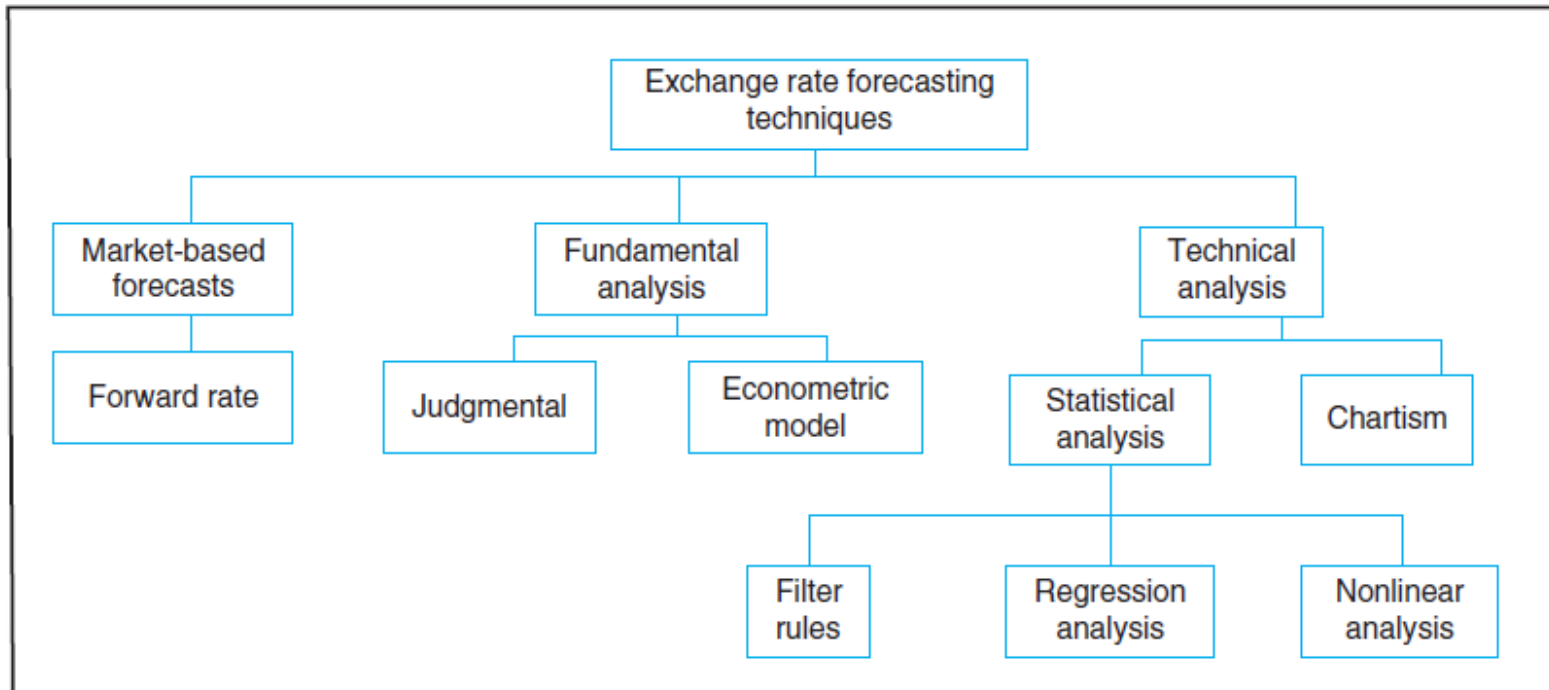 Exchange rate forecasting
techniques
Market-based
forecasts
Fundamental
analysis
Technical
analysis
Forward rate
Judgmental
Econometric
model
Statistical
analysis
Chartism
Filter
rules
Regression
analysis
Nonlinear
analysis